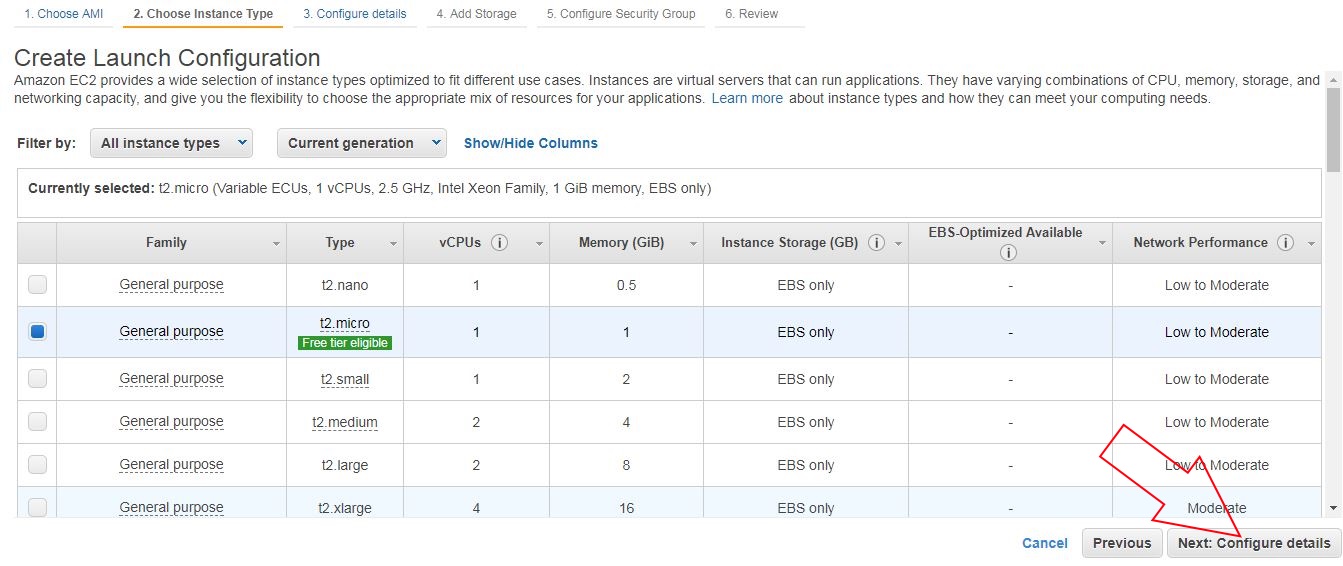 1. Choose AMI 2. Choose Instance Type 3. Configure details 4. Add Storage 5. Configure Security Group 6. Review
Create Launch Configuration
Amazon EC2 provides a wide selection of instance types optimized to fit different use cases. Instances are virtual servers that can run applications. They have varying combinations of CPU, memory, storage, and
networking capacity, and give you the flexibility to choose the appropriate mix of resources for your applications. Learn more about instance types and how they can meet your computing needs.
Filter by: All instance types Current generation Show/Hide Columns
Currently selected: t2.micro (Variable ECUs, 1 vCPUs, 2.5 GHz, Intel Xeon Family, 1 GiB memory, EBS only)
Family Type vCPUs i Memory (GiB) Instance Storage (GB) i EBS-Optimized Available i Network Performance i
General purpose t2.nano 1 0.5 EBS only - Low to Moderate
General purpose t2.micro 1 1 EBS only - Low to Moderate
Free tier eligible
General purpose t2.small 1 2 EBS only - Low to Moderate
General purpose t2.medium 2 4 EBS only - Low to Moderate
General purpose t2.large 2 8 EBS only - Low to Moderate
General purpose t2.xlarge 4 16 EBS only - Moderate
Cancel Previous Next: Configure details